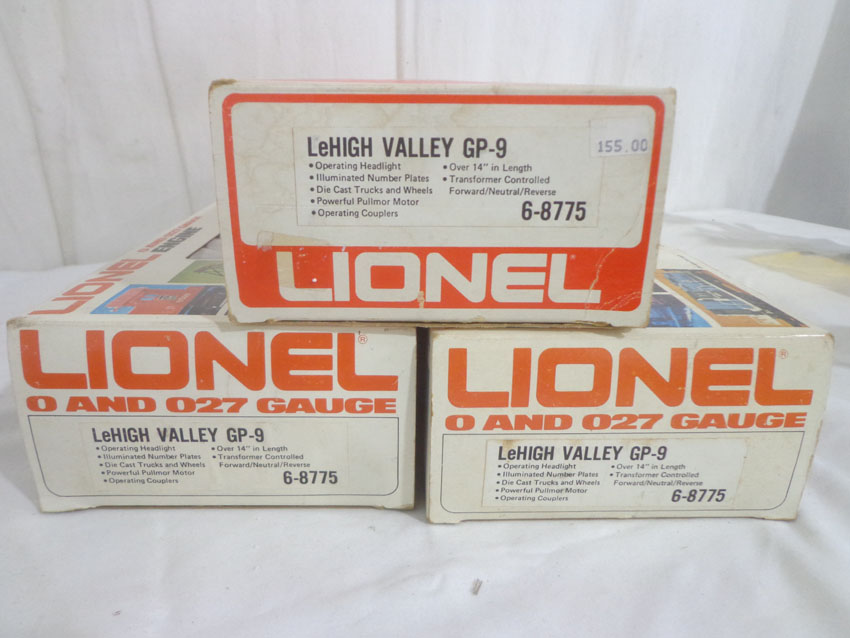 LeHIGH VALLEY GP-9
155.00
• Operating Headlight
• Over 14" in Length
• Illuminated Number Plates
• Transformer Controlled
• Die Cast Trucks and Wheels
Forward/Neutral/Reverse
• Powerful Pullmor Motor
• Operating Couplers
6-8775
LIONEL
LIONEL
ENGINE
LIONEL®
O AND O27 GAUGE
LeHIGH VALLEY GP-9
• Operating Headlight
• Over 14" in Length
• Illuminated Number Plates
• Transformer Controlled
• Die Cast Trucks and Wheels
Forward/Neutral/Reverse
• Powerful Pullmor Motor
• Operating Couplers
6-8775
LIONEL®
O AND O27 GAUGE
LeHIGH VALLEY GP-9
• Operating Headlight
• Over 14" in Length
• Illuminated Number Plates
• Transformer Controlled
• Die Cast Trucks and Wheels
Forward/Neutral/Reverse
• Powerful Pullmor Motor
• Operating Couplers
6-8775